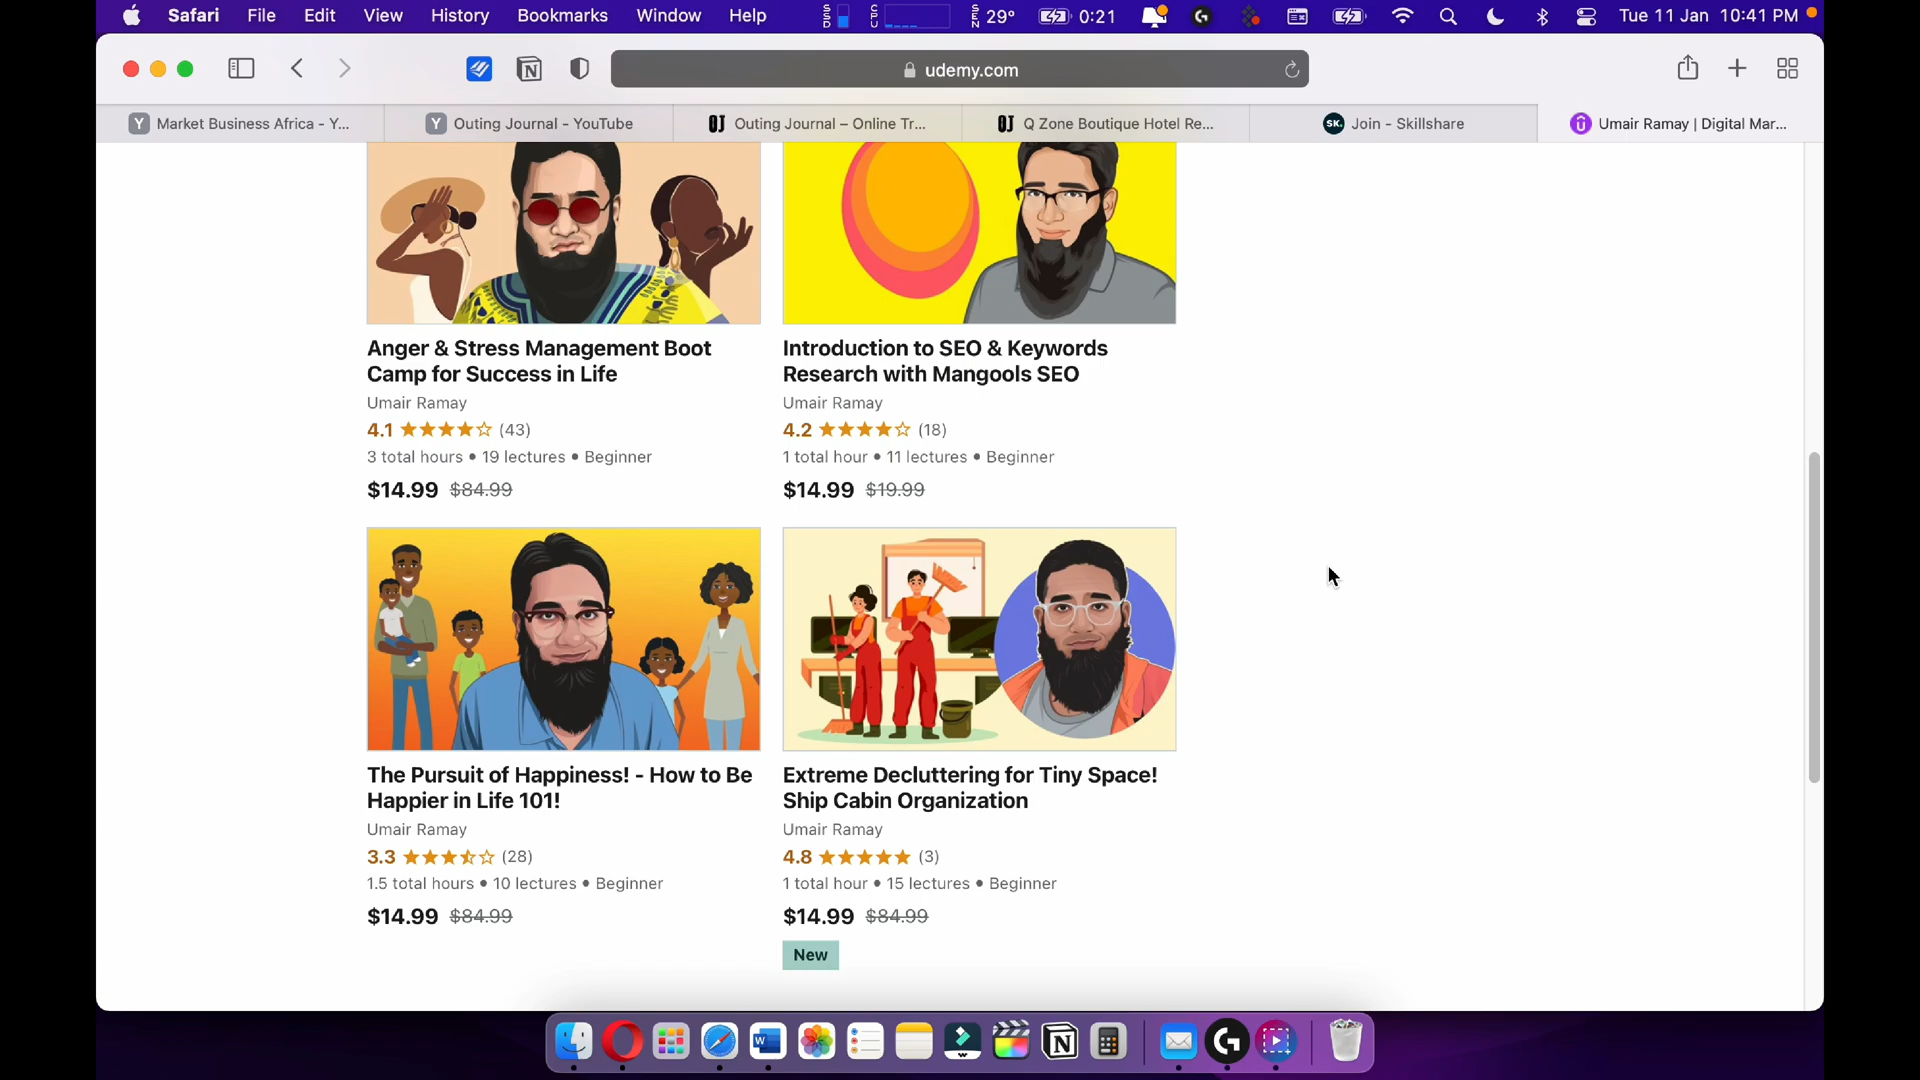 Safari File Edit View History Bookmarks Window Help SSD CPU SEN 29° 0:21 Tue 11 Jan 10:41 PM
udemy.com
Y Market Business Africa - Y...
Y Outing Journal - YouTube
OJ Outing Journal – Online Tr...
OJ Q Zone Boutique Hotel Re...
SK. Join - Skillshare
Umair Ramay | Digital Mar...
Anger & Stress Management Boot
Camp for Success in Life
Umair Ramay
4.1 (43)
3 total hours • 19 lectures • Beginner
$14.99 $84.99
Introduction to SEO & Keywords
Research with Mangools SEO
Umair Ramay
4.2 (18)
1 total hour • 11 lectures • Beginner
$14.99 $19.99
The Pursuit of Happiness! - How to Be
Happier in Life 101!
Umair Ramay
3.3 (28)
1.5 total hours • 10 lectures • Beginner
$14.99 $84.99
Extreme Decluttering for Tiny Space!
Ship Cabin Organization
Umair Ramay
4.8 (3)
1 total hour • 15 lectures • Beginner
$14.99 $84.99
New